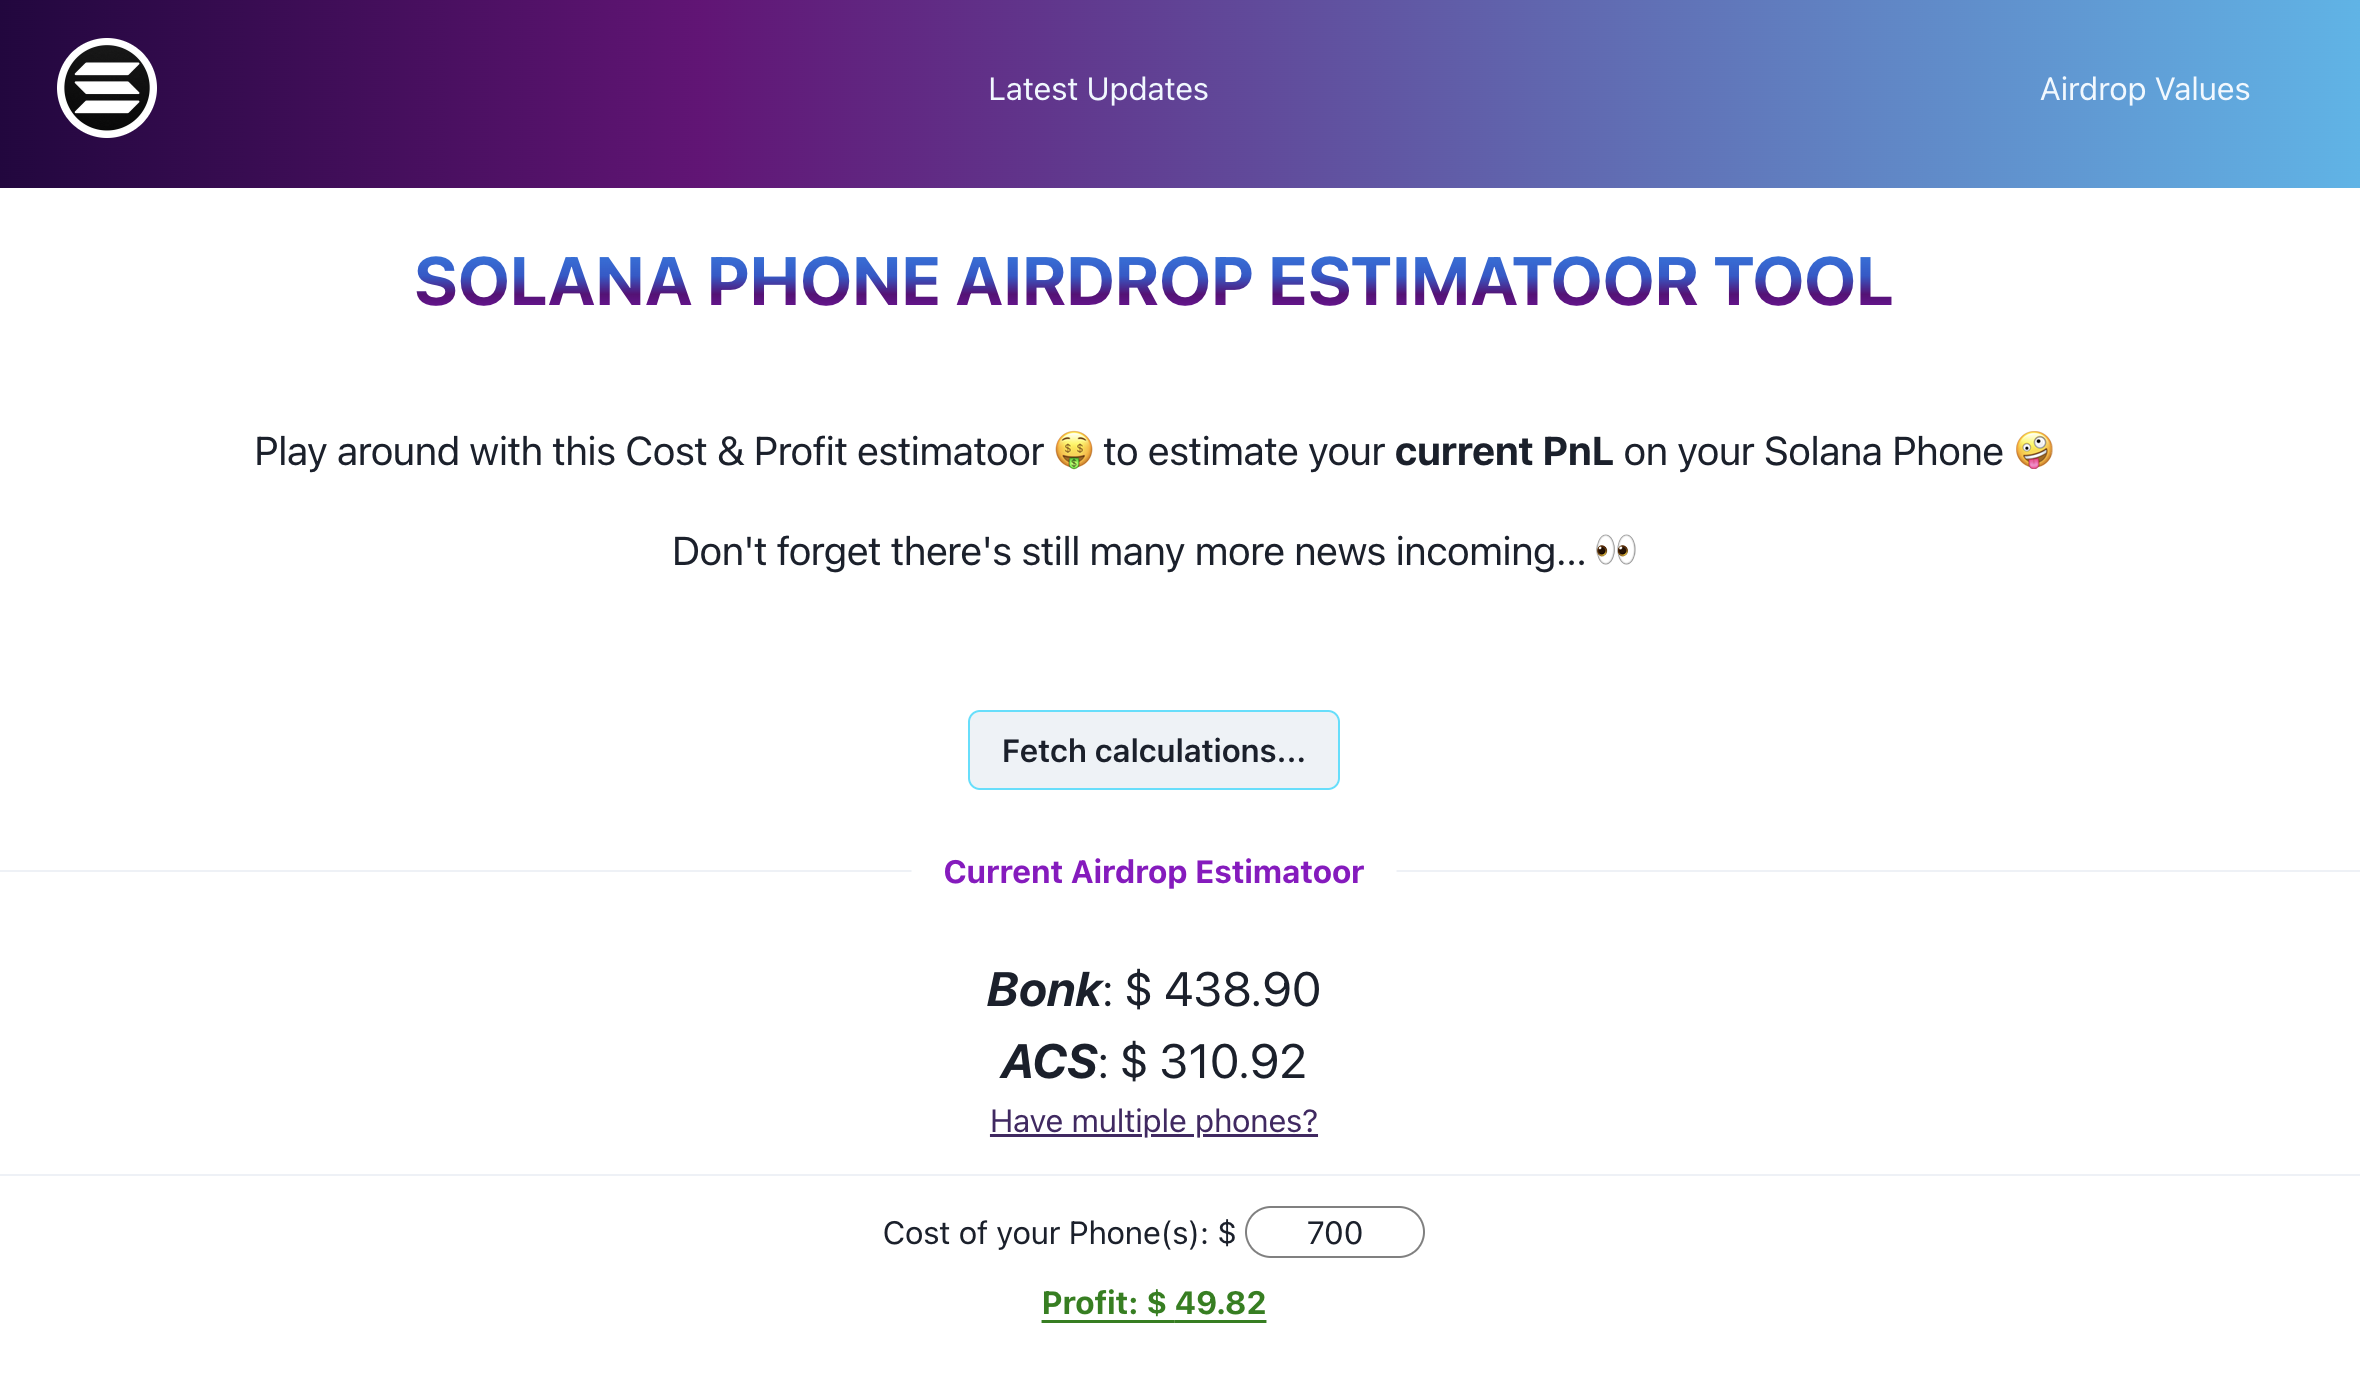 Latest Updates
Airdrop Values
SOLANA PHONE AIRDROP ESTIMATOOR TOOL
Play around with this Cost & Profit estimatoor 🤑 to estimate your current PnL on your Solana Phone 🤪
Don't forget there's still many more news incoming... 👀
Fetch calculations...
Current Airdrop Estimatoor
Bonk: $ 438.90
ACS: $ 310.92
Have multiple phones?
Cost of your Phone(s): $ 700
Profit: $ 49.82